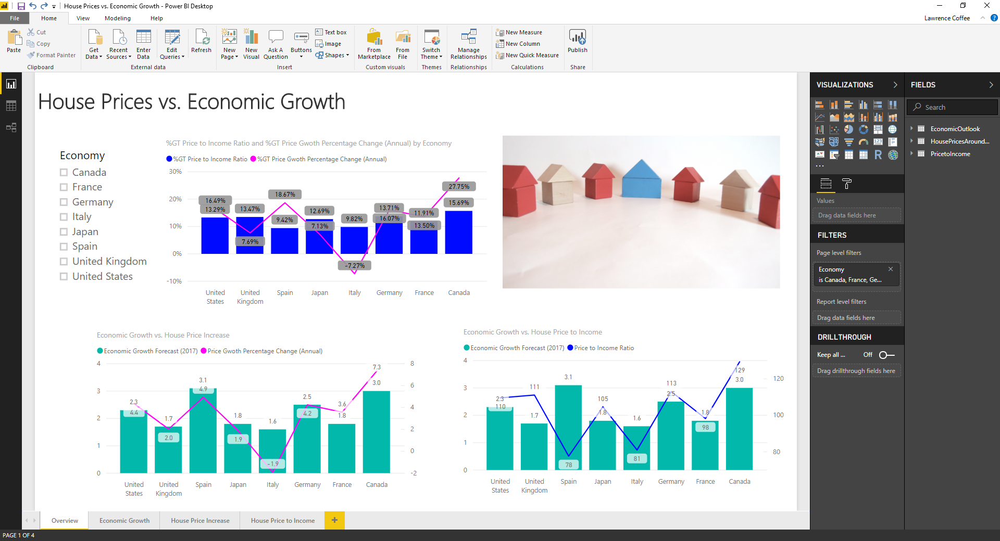 House Prices vs. Economic Growth - Power BI Desktop
File Home View Modeling Help
Lawrence Coffee
?
Paste
Cut
Copy
Format Painter
Clipboard
Get Data
Recent Sources
Enter Data
External data
Edit Queries
Refresh
New Page
New Visual
Ask A Question
Buttons
Text box
Image
Shapes
Insert
From Marketplace
From File
Custom visuals
Switch Theme
Themes
Manage Relationships
Relationships
New Measure
New Column
New Quick Measure
Calculations
Publish
Share
House Prices vs. Economic Growth
Economy
Canada
France
Germany
Italy
Japan
Spain
United Kingdom
United States
%GT Price to Income Ratio and %GT Price Gwoth Percentage Change (Annual) by Economy
%GT Price to Income Ratio %GT Price Gwoth Percentage Change (Annual)
30%
20%
10%
0%
-10%
16.49%
13.29%
13.47%
7.69%
18.67%
9.42%
12.69%
7.13%
9.82%
-7.27%
13.71%
16.07%
11.91%
13.50%
27.75%
15.69%
United States
United Kingdom
Spain
Japan
Italy
Germany
France
Canada
Economic Growth vs. House Price Increase
Economic Growth Forecast (2017) Price Gwoth Percentage Change (Annual)
4
3
2
1
0
8
6
4
2
0
-2
2.3
4.4
1.7
2.0
3.1
4.9
1.8
1.9
1.6
-1.9
2.5
4.2
3.6
1.8
7.3
3.0
United States
United Kingdom
Spain
Japan
Italy
Germany
France
Canada
Economic Growth vs. House Price to Income
Economic Growth Forecast (2017) Price to Income Ratio
4
3
2
1
0
120
100
80
2.3
110
111
1.7
3.1
78
105
1.8
1.6
81
113
2.5
1.8
98
129
3.0
United States
United Kingdom
Spain
Japan
Italy
Germany
France
Canada
VISUALIZATIONS
123
R
...
Values
Drag data fields here
FILTERS
Page level filters
Economy
is Canada, France, Ge...
Report level filters
Drag data fields here
DRILLTHROUGH
Keep all ... Off
Drag drillthrough fields here
FIELDS
Search
EconomicOutlook
HousePricesAround...
PricetoIncome
Overview Economic Growth House Price Increase House Price to Income +
PAGE 1 OF 4